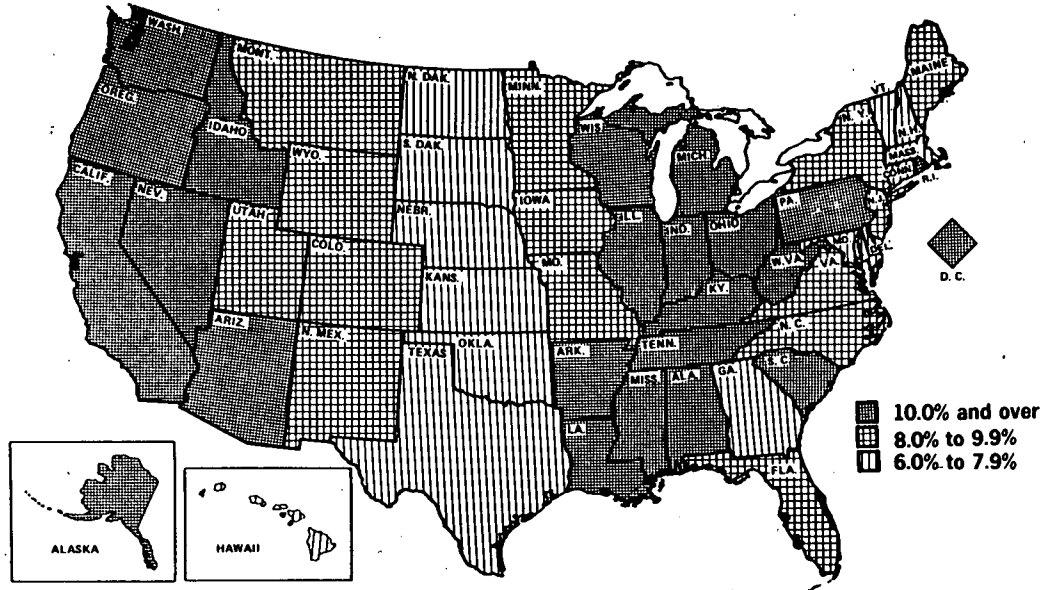 WASH.
MONT.
N. DAK.
MINN.
MAINE
OREG.
IDAHO
S. DAK.
WIS.
MICH.
VT.
N.Y.
N.H.
MASS.
CONN.
R.I.
WYO.
CALIF.
NEV.
UTAH
NEBR.
IOWA
ILL.
IND.
OHIO
PA.
N.J.
COLO.
KANS.
MO.
KY.
W.VA.
VA.
MD.
DEL.
D.C.
ARIZ.
N. MEX.
TEXAS
OKLA.
ARK.
TENN.
N.C.
S.C.
MISS.
ALA.
GA.
LA.
FLA.
10.0% and over
8.0% to 9.9%
6.0% to 7.9%
ALASKA
HAWAII